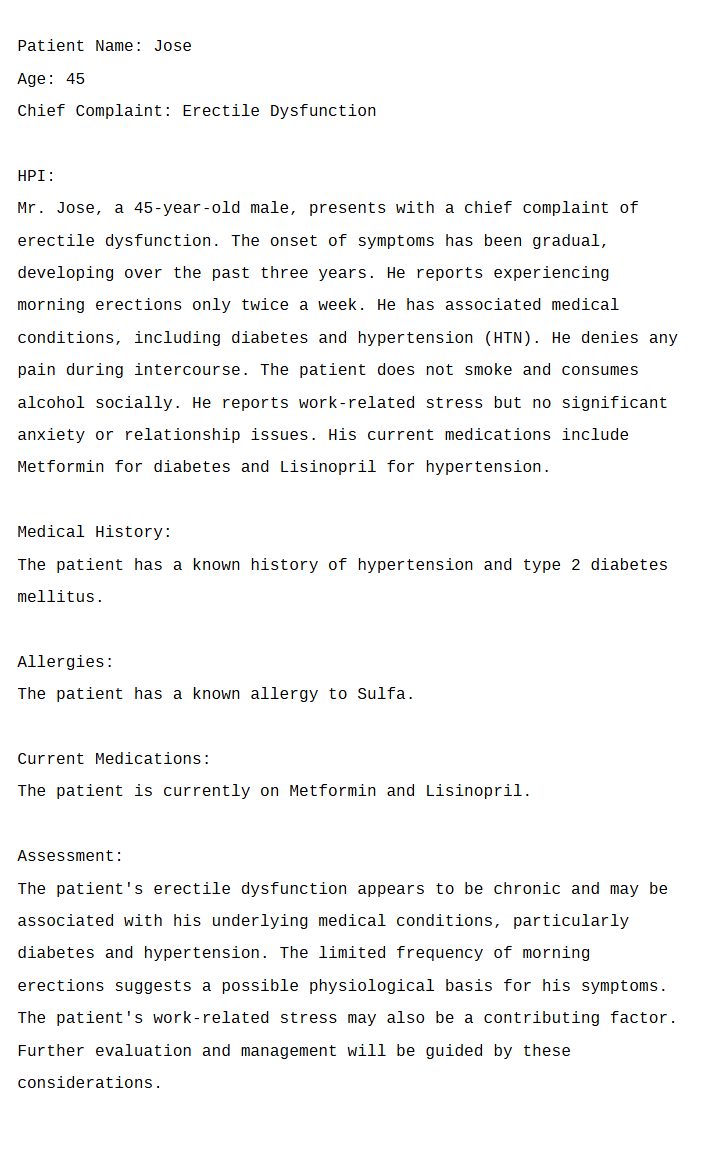 Patient Name: Jose
Age: 45
Chief Complaint: Erectile Dysfunction
HPI:
Mr. Jose, a 45-year-old male, presents with a chief complaint of
erectile dysfunction. The onset of symptoms has been gradual,
developing over the past three years. He reports experiencing
morning erections only twice a week. He has associated medical
conditions, including diabetes and hypertension (HTN). He denies any
pain during intercourse. The patient does not smoke and consumes
alcohol socially. He reports work-related stress but no significant
anxiety or relationship issues. His current medications include
Metformin for diabetes and Lisinopril for hypertension.
Medical History:
The patient has a known history of hypertension and type 2 diabetes
mellitus.
Allergies:
The patient has a known allergy to Sulfa.
Current Medications:
The patient is currently on Metformin and Lisinopril.
Assessment:
The patient's erectile dysfunction appears to be chronic and may be
associated with his underlying medical conditions, particularly
diabetes and hypertension. The limited frequency of morning
erections suggests a possible physiological basis for his symptoms.
The patient's work-related stress may also be a contributing factor.
Further evaluation and management will be guided by these
considerations.